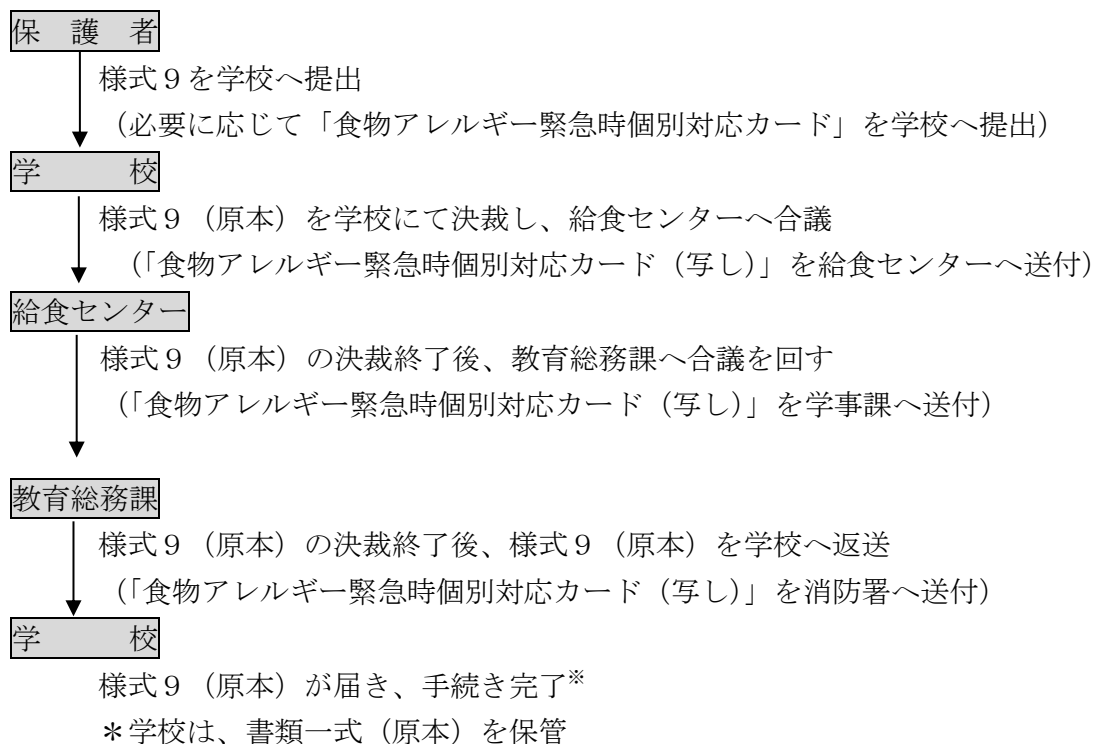 保　護　者
様式９を学校へ提出
（必要に応じて「食物アレルギー緊急時個別対応カード」を学校へ提出）
学　　　校
様式９（原本）を学校にて決裁し、給食センターへ合議
（「食物アレルギー緊急時個別対応カード（写し）」を給食センターへ送付）
給食センター
様式９（原本）の決裁終了後、教育総務課へ合議を回す
（「食物アレルギー緊急時個別対応カード（写し）」を学事課へ送付）
教育総務課
様式９（原本）の決裁終了後、様式９（原本）を学校へ返送
（「食物アレルギー緊急時個別対応カード（写し）」を消防署へ送付）
学　　　校
様式９（原本）が届き、手続き完了※
＊学校は、書類一式（原本）を保管